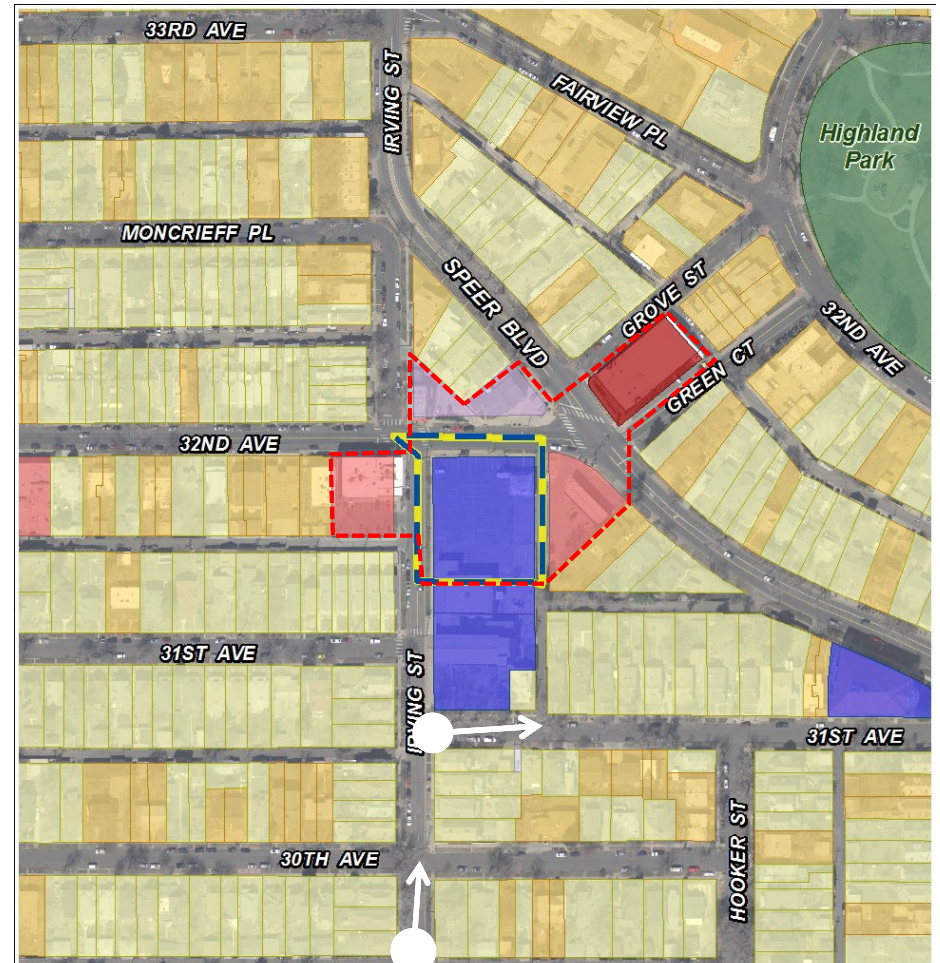 33RD AVE
IRVING ST
FAIRVIEW PL
Highland
Park
MONCRIEFF PL
SPEER BLVD
GROVE ST
32ND AVE
GREEN CT
32ND AVE
31ST AVE
IRVING ST
31ST AVE
HOOKER ST
30TH AVE